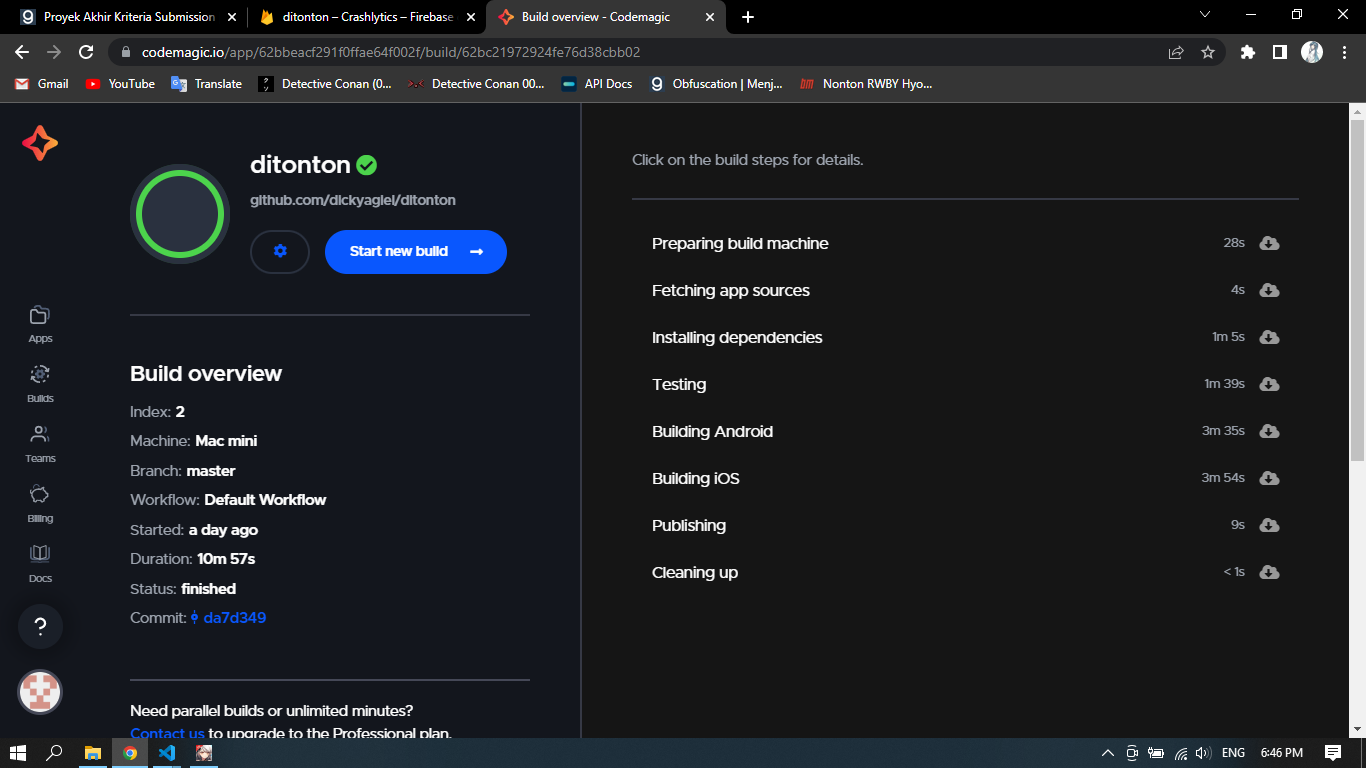 Proyek Akhir Kriteria Submission
ditonton – Crashlytics – Firebase
Build overview - Codemagic
codemagic.io/app/62bbeacf291f0ffae64f002f/build/62bc21972924fe76d38cbb02
Gmail
YouTube
Translate
Detective Conan (0...
Detective Conan 00...
API Docs
Obfuscation | Menj...
Nonton RWBY Hyo...
ditonton
github.com/dickyagiel/ditonton
Start new build →
Apps
Builds
Teams
Billing
Docs
?
Build overview
Index: 2
Machine: Mac mini
Branch: master
Workflow: Default Workflow
Started: a day ago
Duration: 10m 57s
Status: finished
Commit: da7d349
Need parallel builds or unlimited minutes?
Contact us to upgrade to the Professional plan.
Click on the build steps for details.
Preparing build machine 28s
Fetching app sources 4s
Installing dependencies 1m 5s
Testing 1m 39s
Building Android 3m 35s
Building iOS 3m 54s
Publishing 9s
Cleaning up < 1s
ENG
6:46 PM